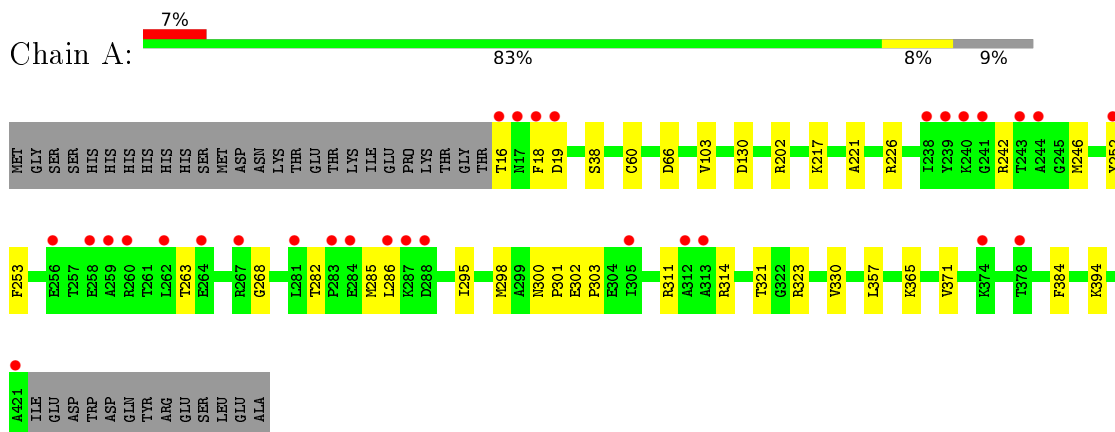 7%
Chain A:
83% 8% 9%
MET GLY SER SER HIS HIS HIS HIS HIS HIS SER MET ASP ASN LYS THR GLU THR THR LYS ILE GLU PRO LYS THR GLY THR T16 N17 F18 D19 S38 C60 D66 V103 D130 R202 K217 A221 R226 I238 Y239 K240 G241 R242 T243 A244 G245 M246 Y252
F253 E256 T257 E258 A259 R260 T261 L262 T263 E264 R267 G268 L281 T282 P283 E284 M285 L286 K287 D288 I295 M298 A299 N300 P301 E302 P303 E304 I305 R311 A312 A313 R314 T321 G322 R323 V330 L357 K365 V371 K374 T378 F384 K394
A421 ILE GLU ASP TRP ASP GLN TYR ARG GLU SER LEU GLU ALA